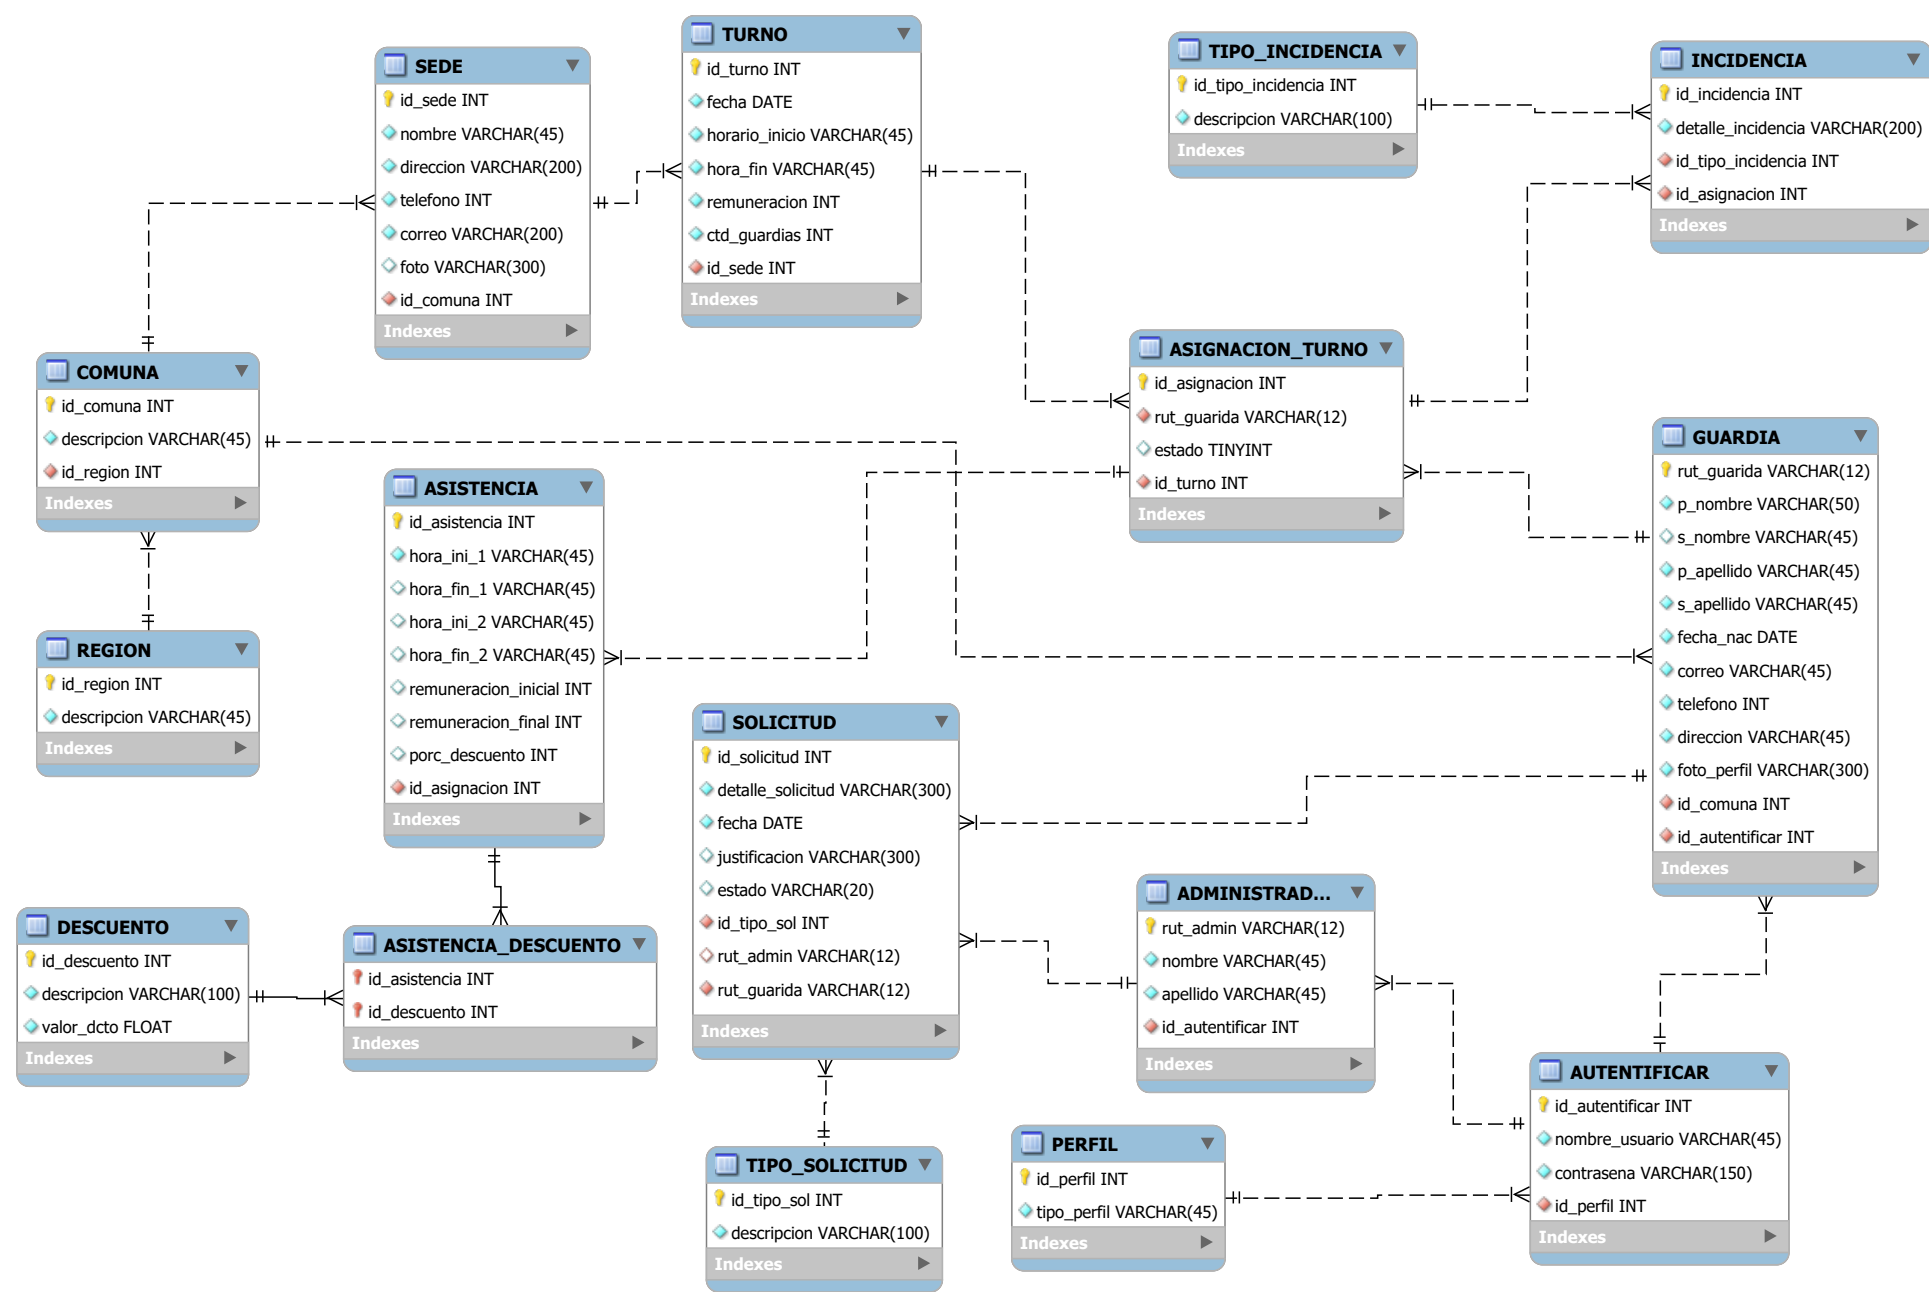 SEDE
id_sede INT
nombre VARCHAR(45)
direccion VARCHAR(200)
telefono INT
correo VARCHAR(200)
foto VARCHAR(300)
id_comuna INT
Indexes
TURNO
id_turno INT
fecha DATE
horario_inicio VARCHAR(45)
hora_fin VARCHAR(45)
remuneracion INT
ctd_guardias INT
id_sede INT
Indexes
TIPO_INCIDENCIA
id_tipo_incidencia INT
descripcion VARCHAR(100)
Indexes
INCIDENCIA
id_incidencia INT
detalle_incidencia VARCHAR(200)
id_tipo_incidencia INT
id_asignacion INT
Indexes
COMUNA
id_comuna INT
descripcion VARCHAR(45)
id_region INT
Indexes
ASIGNACION_TURNO
id_asignacion INT
rut_guarida VARCHAR(12)
estado TINYINT
id_turno INT
Indexes
GUARDIA
rut_guarida VARCHAR(12)
p_nombre VARCHAR(50)
s_nombre VARCHAR(45)
p_apellido VARCHAR(45)
s_apellido VARCHAR(45)
fecha_nac DATE
correo VARCHAR(45)
telefono INT
direccion VARCHAR(45)
foto_perfil VARCHAR(300)
id_comuna INT
id_autentificar INT
Indexes
ASISTENCIA
id_asistencia INT
hora_ini_1 VARCHAR(45)
hora_fin_1 VARCHAR(45)
hora_ini_2 VARCHAR(45)
hora_fin_2 VARCHAR(45)
remuneracion_inicial INT
remuneracion_final INT
porc_descuento INT
id_asignacion INT
Indexes
REGION
id_region INT
descripcion VARCHAR(45)
Indexes
SOLICITUD
id_solicitud INT
detalle_solicitud VARCHAR(300)
fecha DATE
justificacion VARCHAR(300)
estado VARCHAR(20)
id_tipo_sol INT
rut_admin VARCHAR(12)
rut_guarida VARCHAR(12)
Indexes
ADMINISTRAD...
rut_admin VARCHAR(12)
nombre VARCHAR(45)
apellido VARCHAR(45)
id_autentificar INT
Indexes
DESCUENTO
id_descuento INT
descripcion VARCHAR(100)
valor_dcto FLOAT
Indexes
ASISTENCIA_DESCUENTO
id_asistencia INT
id_descuento INT
Indexes
AUTENTIFICAR
id_autentificar INT
nombre_usuario VARCHAR(45)
contrasena VARCHAR(150)
id_perfil INT
Indexes
PERFIL
id_perfil INT
tipo_perfil VARCHAR(45)
Indexes
TIPO_SOLICITUD
id_tipo_sol INT
descripcion VARCHAR(100)
Indexes